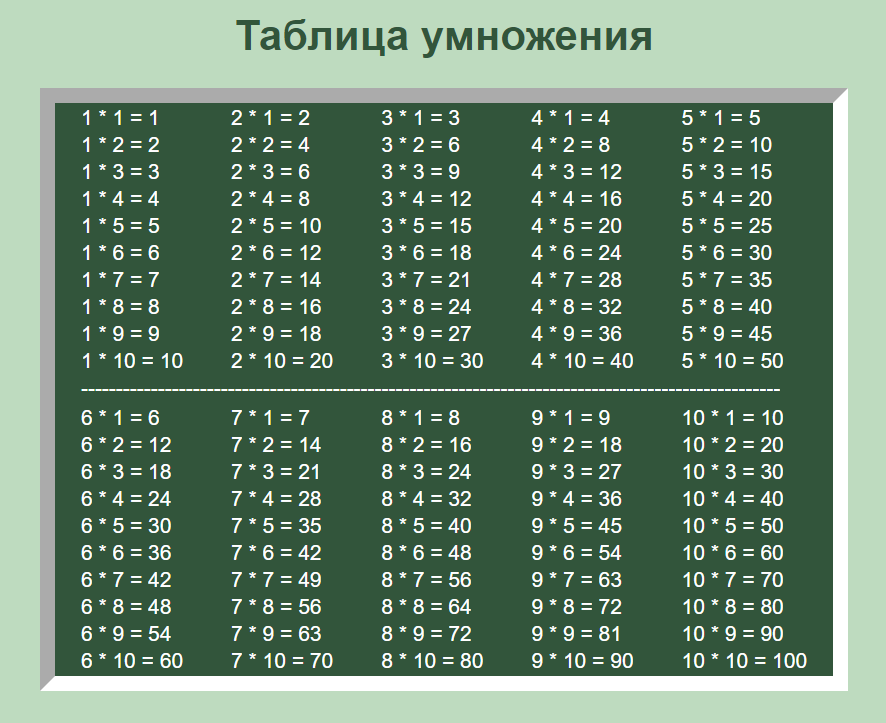 Таблица умножения
1 * 1 = 1 2 * 1 = 2 3 * 1 = 3 4 * 1 = 4 5 * 1 = 5
1 * 2 = 2 2 * 2 = 4 3 * 2 = 6 4 * 2 = 8 5 * 2 = 10
1 * 3 = 3 2 * 3 = 6 3 * 3 = 9 4 * 3 = 12 5 * 3 = 15
1 * 4 = 4 2 * 4 = 8 3 * 4 = 12 4 * 4 = 16 5 * 4 = 20
1 * 5 = 5 2 * 5 = 10 3 * 5 = 15 4 * 5 = 20 5 * 5 = 25
1 * 6 = 6 2 * 6 = 12 3 * 6 = 18 4 * 6 = 24 5 * 6 = 30
1 * 7 = 7 2 * 7 = 14 3 * 7 = 21 4 * 7 = 28 5 * 7 = 35
1 * 8 = 8 2 * 8 = 16 3 * 8 = 24 4 * 8 = 32 5 * 8 = 40
1 * 9 = 9 2 * 9 = 18 3 * 9 = 27 4 * 9 = 36 5 * 9 = 45
1 * 10 = 10 2 * 10 = 20 3 * 10 = 30 4 * 10 = 40 5 * 10 = 50
6 * 1 = 6 7 * 1 = 7 8 * 1 = 8 9 * 1 = 9 10 * 1 = 10
6 * 2 = 12 7 * 2 = 14 8 * 2 = 16 9 * 2 = 18 10 * 2 = 20
6 * 3 = 18 7 * 3 = 21 8 * 3 = 24 9 * 3 = 27 10 * 3 = 30
6 * 4 = 24 7 * 4 = 28 8 * 4 = 32 9 * 4 = 36 10 * 4 = 40
6 * 5 = 30 7 * 5 = 35 8 * 5 = 40 9 * 5 = 45 10 * 5 = 50
6 * 6 = 36 7 * 6 = 42 8 * 6 = 48 9 * 6 = 54 10 * 6 = 60
6 * 7 = 42 7 * 7 = 49 8 * 7 = 56 9 * 7 = 63 10 * 7 = 70
6 * 8 = 48 7 * 8 = 56 8 * 8 = 64 9 * 8 = 72 10 * 8 = 80
6 * 9 = 54 7 * 9 = 63 8 * 9 = 72 9 * 9 = 81 10 * 9 = 90
6 * 10 = 60 7 * 10 = 70 8 * 10 = 80 9 * 10 = 90 10 * 10 = 100